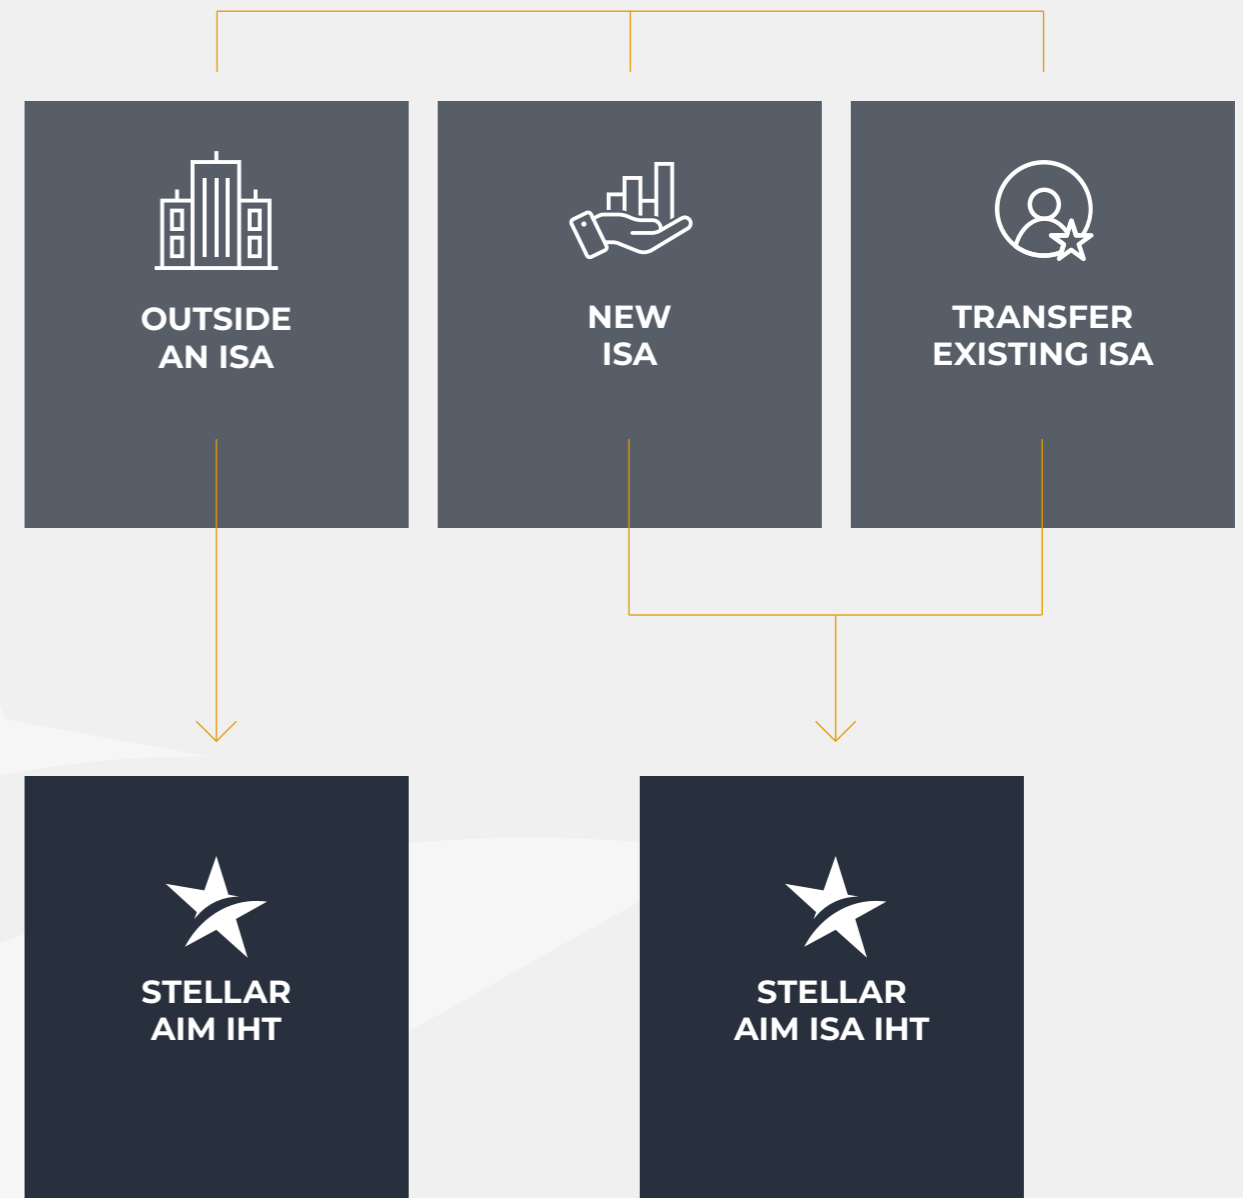 OUTSIDE
AN ISA
NEW
ISA
TRANSFER
EXISTING ISA
STELLAR
AIM IHT
STELLAR
AIM ISA IHT